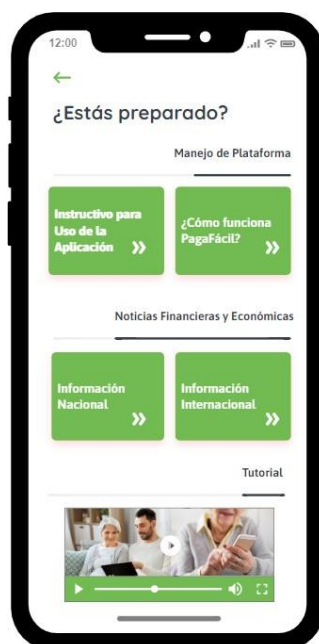 12:00
¿Estás preparado?
Manejo de Plataforma
Instructivo para
Uso de la
Aplicación
¿Cómo funciona
PagaFácil?
Noticias Financieras y Económicas
Información
Nacional
Información
Internacional
Tutorial